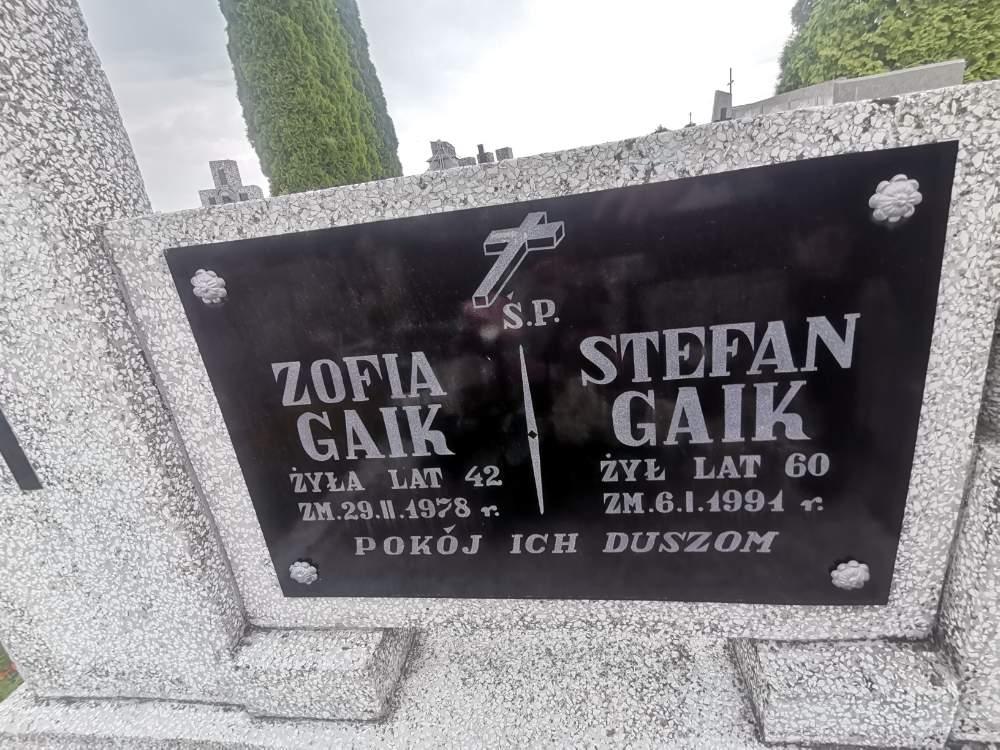 Ś.P.
ZOFIA
GAIK
ŻYŁA LAT 42
ZM.29.II.1978 r.
STEFAN
GAIK
ŻYŁ LAT 60
ZM.6.I.1991 r.
POKÓJ ICH DUSZOM